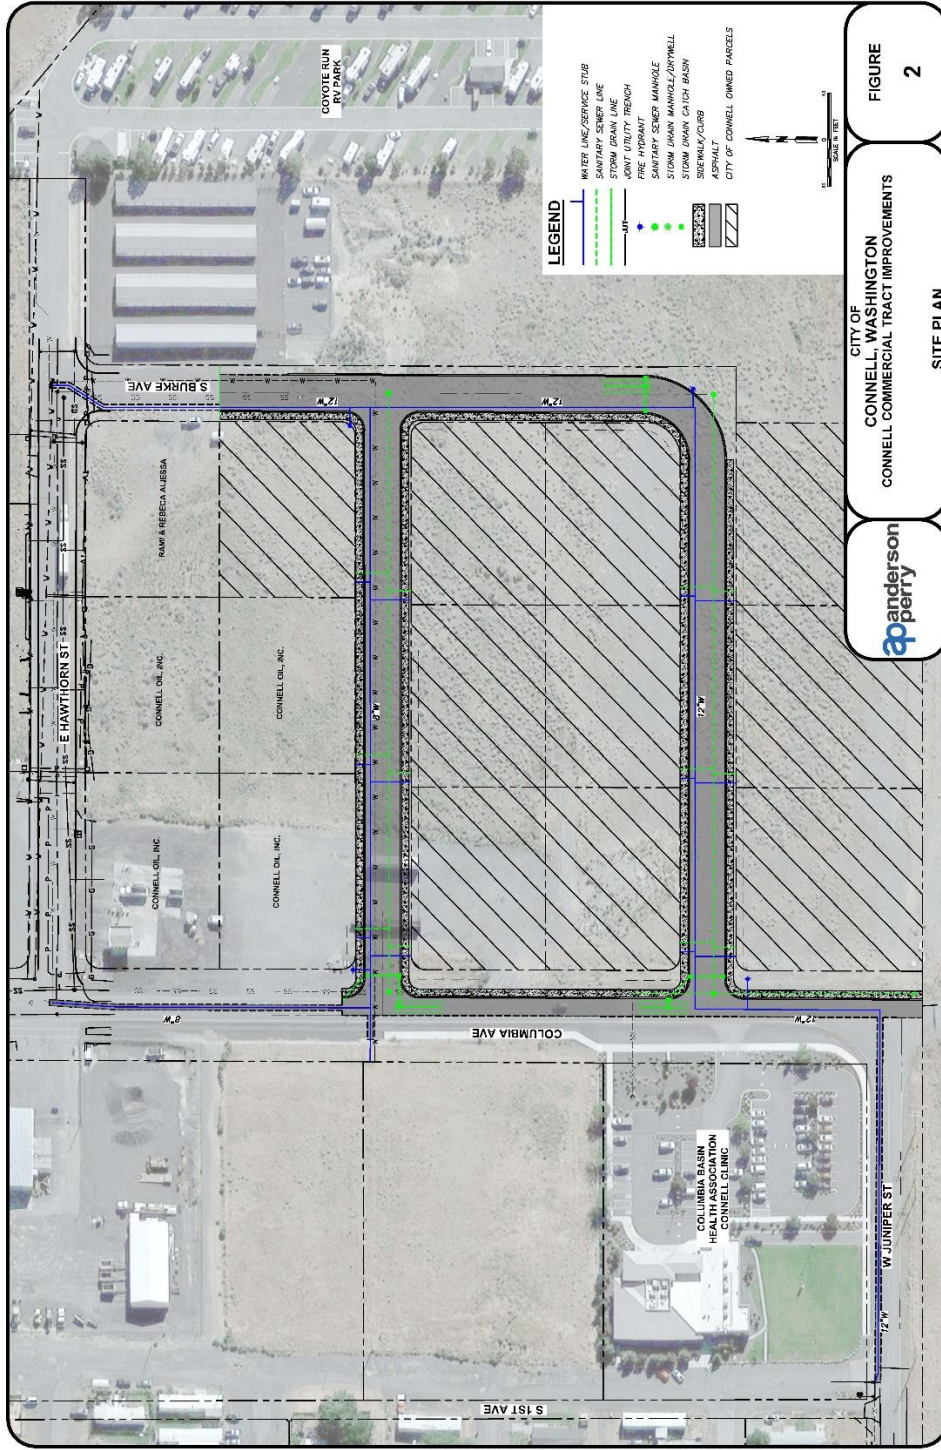 COYOTE RUN
RV PARK
LEGEND
WATER LINE/SERVICE STUB
SANITARY SEWER LINE
STORM DRAIN LINE
JUT
JOINT UTILITY TRENCH
FIRE HYDRANT
SANITARY SEWER MANHOLE
STORM DRAIN MANHOLE/DRYWELL
STORM DRAIN CATCH BASIN
SIDEWALK/CURB
ASPHALT
CITY OF CONNELL OWNED PARCELS
SCALE IN FEET
E HAWTHORN ST
S BURKE AVE
RAMI & REBECA ALJESSA
CONNELL OIL, INC.
CONNELL OIL, INC.
CONNELL OIL, INC.
CONNELL OIL, INC.
12"W
12"W
8"W
12"W
8"W
COLUMBIA AVE
12"W
COLUMBIA BASIN
HEALTH ASSOCIATION
CONNELL CLINIC
W JUNIPER ST
12"W
S 1ST AVE
anderson
perry
CITY OF
CONNELL, WASHINGTON
CONNELL COMMERCIAL TRACT IMPROVEMENTS
SITE PLAN
FIGURE
2